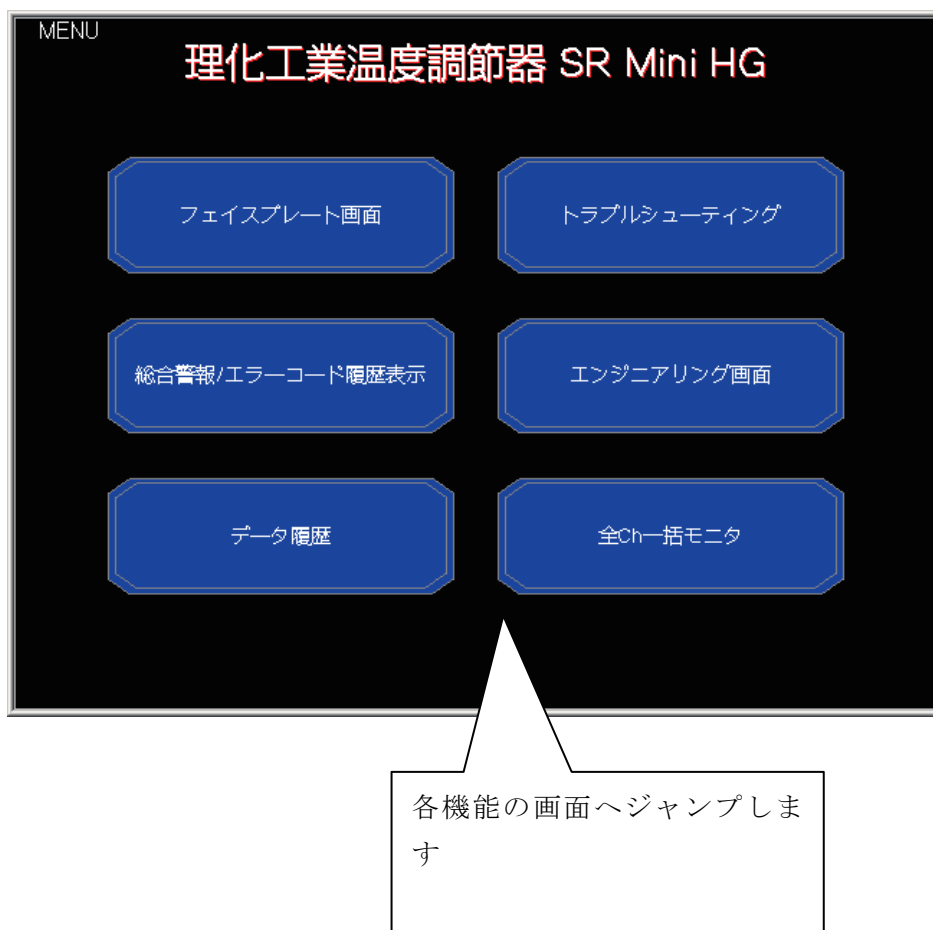 MENU
理化工業温度調節器 SR Mini HG
フェイスプレート画面
トラブルシューティング
総合警報/エラーコード履歴表示
エンジニアリング画面
データ履歴
全Ch一括モニタ
各機能の画面へジャンプしま
す